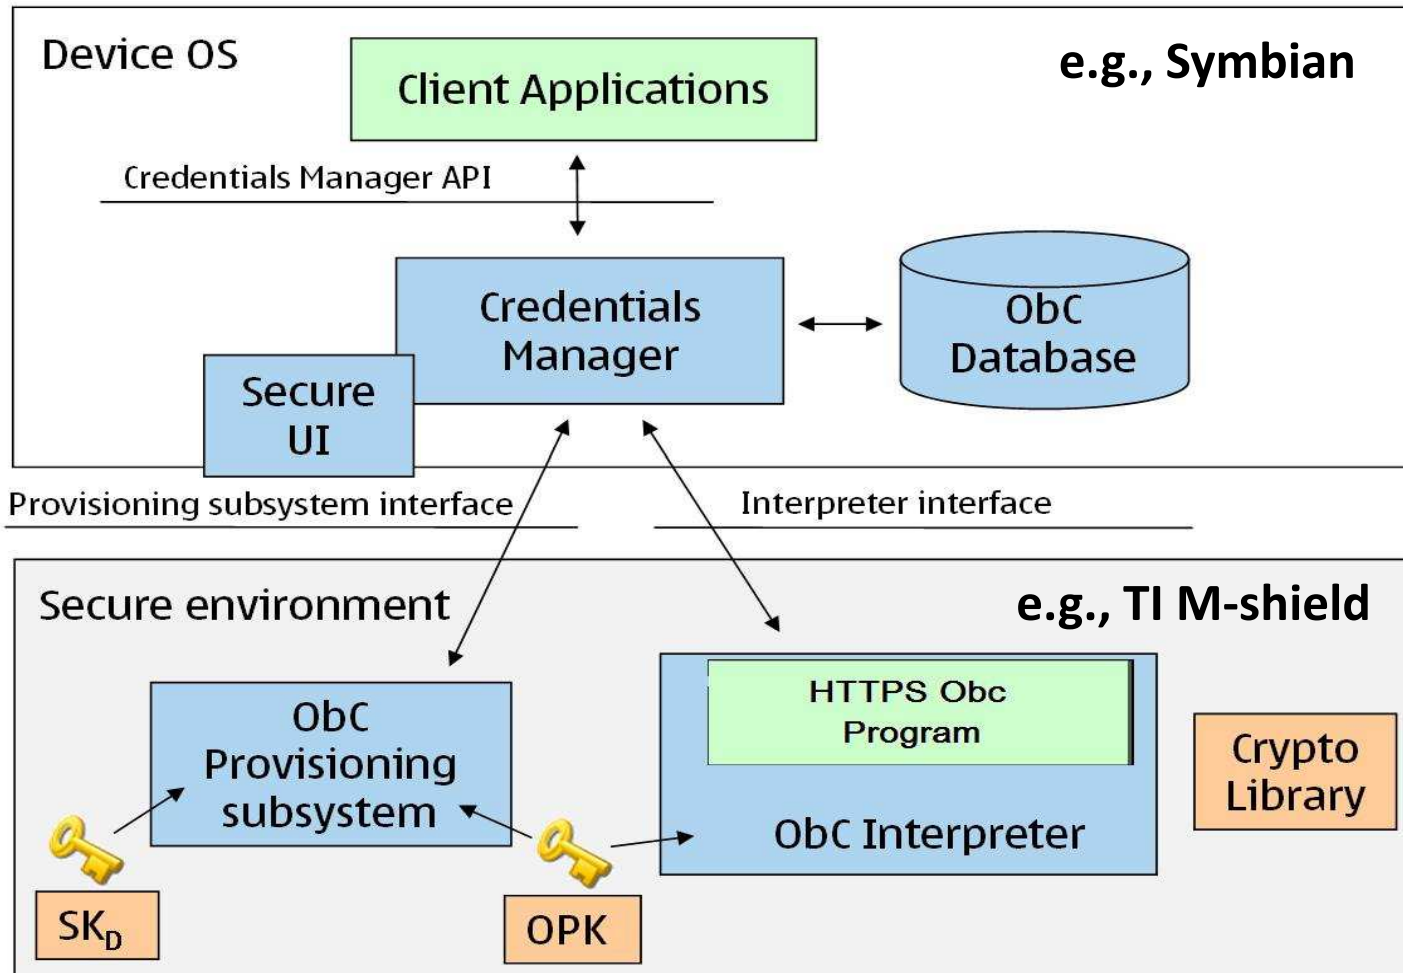 Device OS
e.g., Symbian
Client Applications
Credentials Manager API
Credentials
Manager
ObC
Database
Secure
UI
Provisioning subsystem interface
Interpreter interface
Secure environment
e.g., TI M-shield
ObC
Provisioning
subsystem
HTTPS Obc
Program
ObC Interpreter
Crypto
Library
SKD
OPK